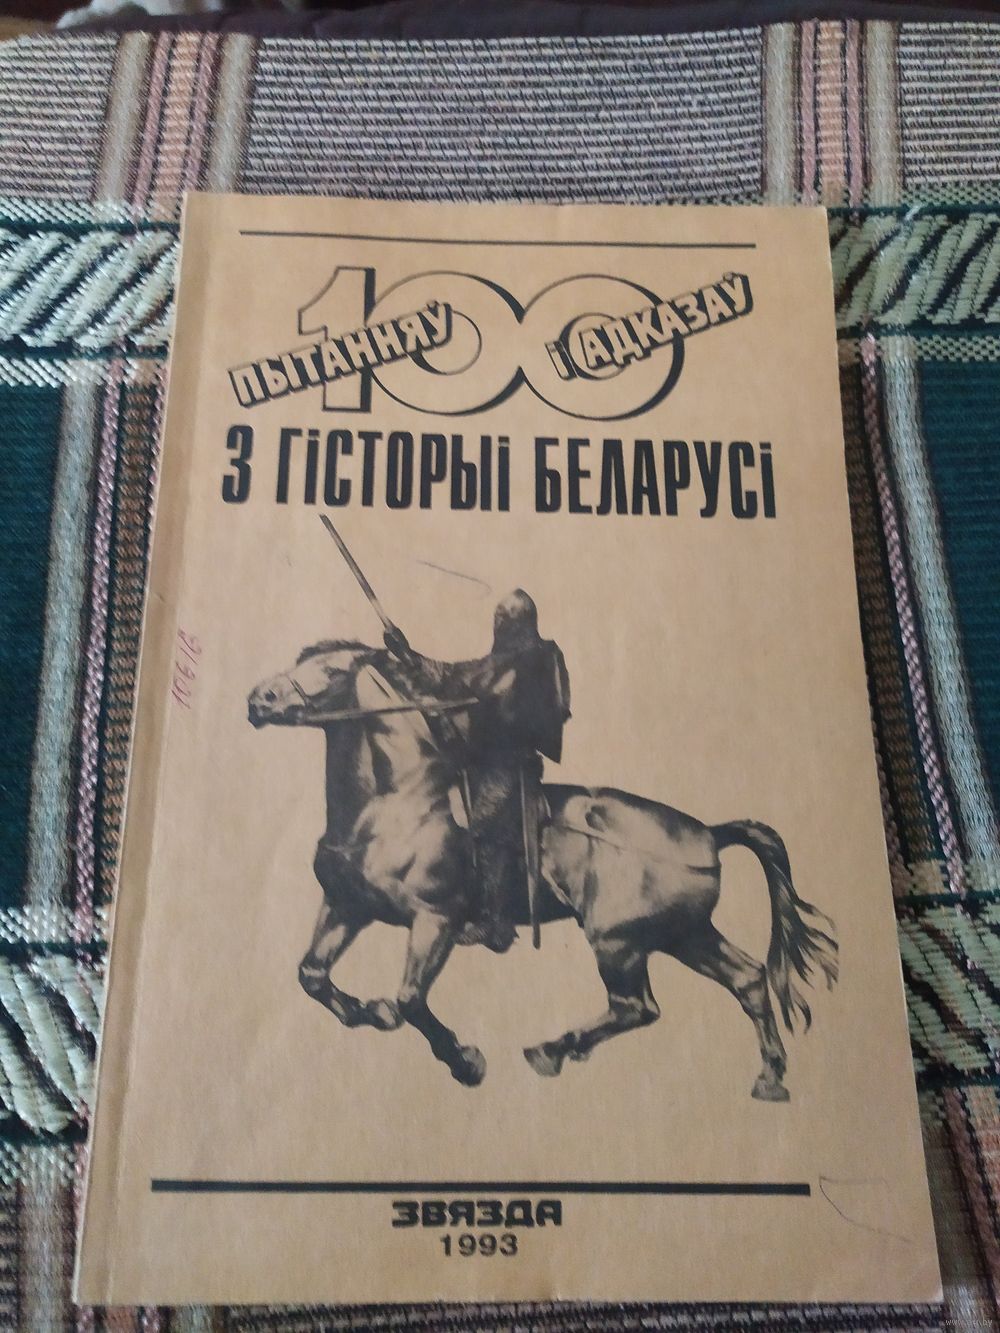 100
ПЫТАННЯЎ
і АДКАЗАЎ
З ГІСТОРЫІ БЕЛАРУСІ
ЗВЯЗДА
1993